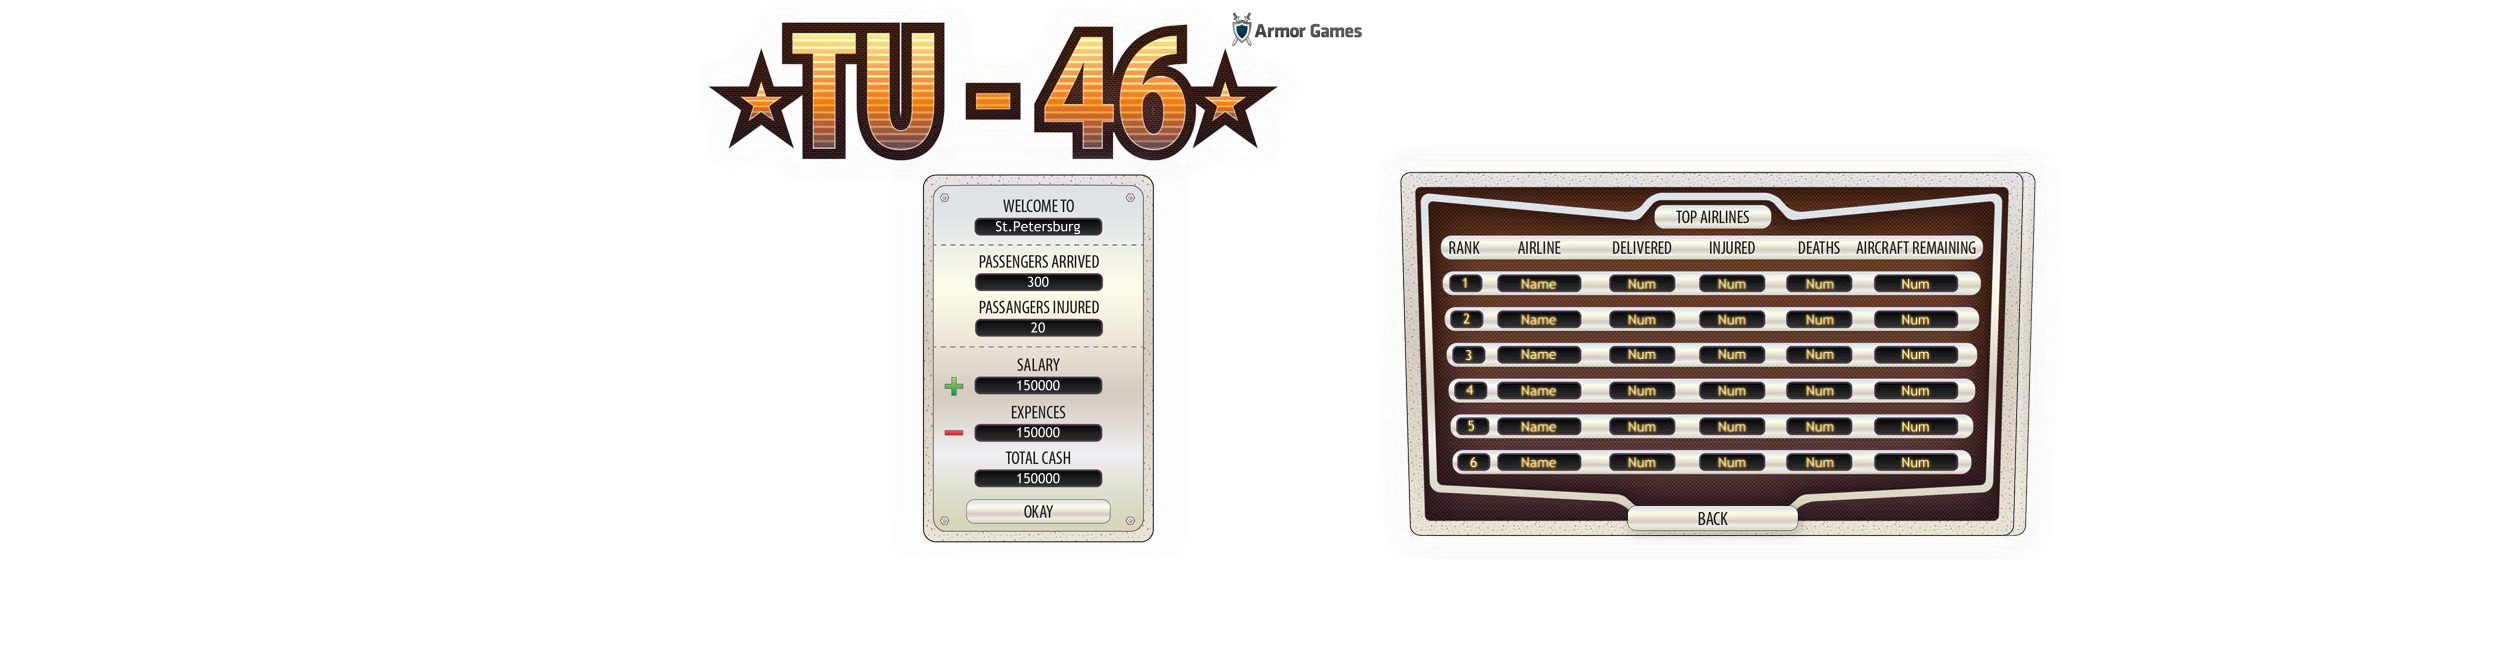 TU - 46
Armor Games
WELCOME TO
St.Petersburg
PASSENGERS ARRIVED
300
PASSANGERS INJURED
20
SALARY
150000
EXPENCES
150000
TOTAL CASH
150000
OKAY
TOP AIRLINES
RANK AIRLINE DELIVERED INJURED DEATHS AIRCRAFT REMAINING
1 Name Num Num Num Num
2 Name Num Num Num Num
3 Name Num Num Num Num
4 Name Num Num Num Num
5 Name Num Num Num Num
6 Name Num Num Num Num
BACK